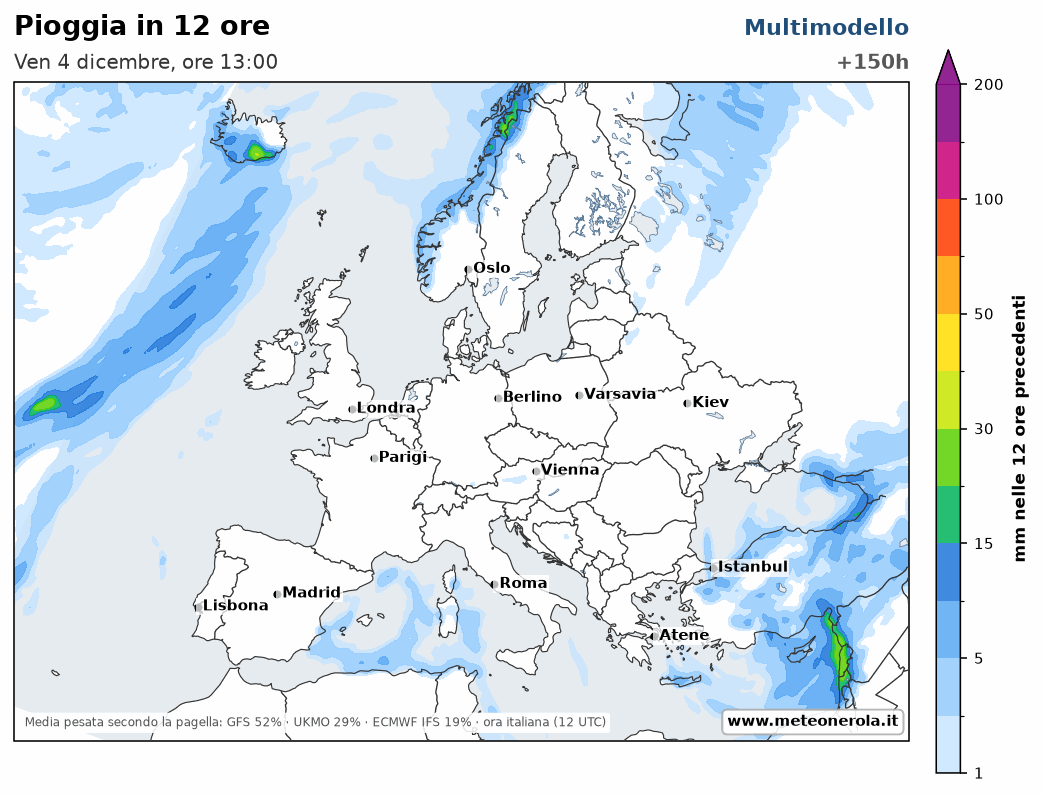 Pioggia in 12 ore
Multimodello
Ven 4 dicembre, ore 13:00
+150h
200
100
50
30
15
5
1
mm nelle 12 ore precedenti
Oslo
Berlino
Varsavia
Kiev
Londra
Parigi
Vienna
Istanbul
Roma
Madrid
Lisbona
Atene
Media pesata secondo la pagella: GFS 52% · UKMO 29% · ECMWF IFS 19% · ora italiana (12 UTC)
www.meteonerola.it